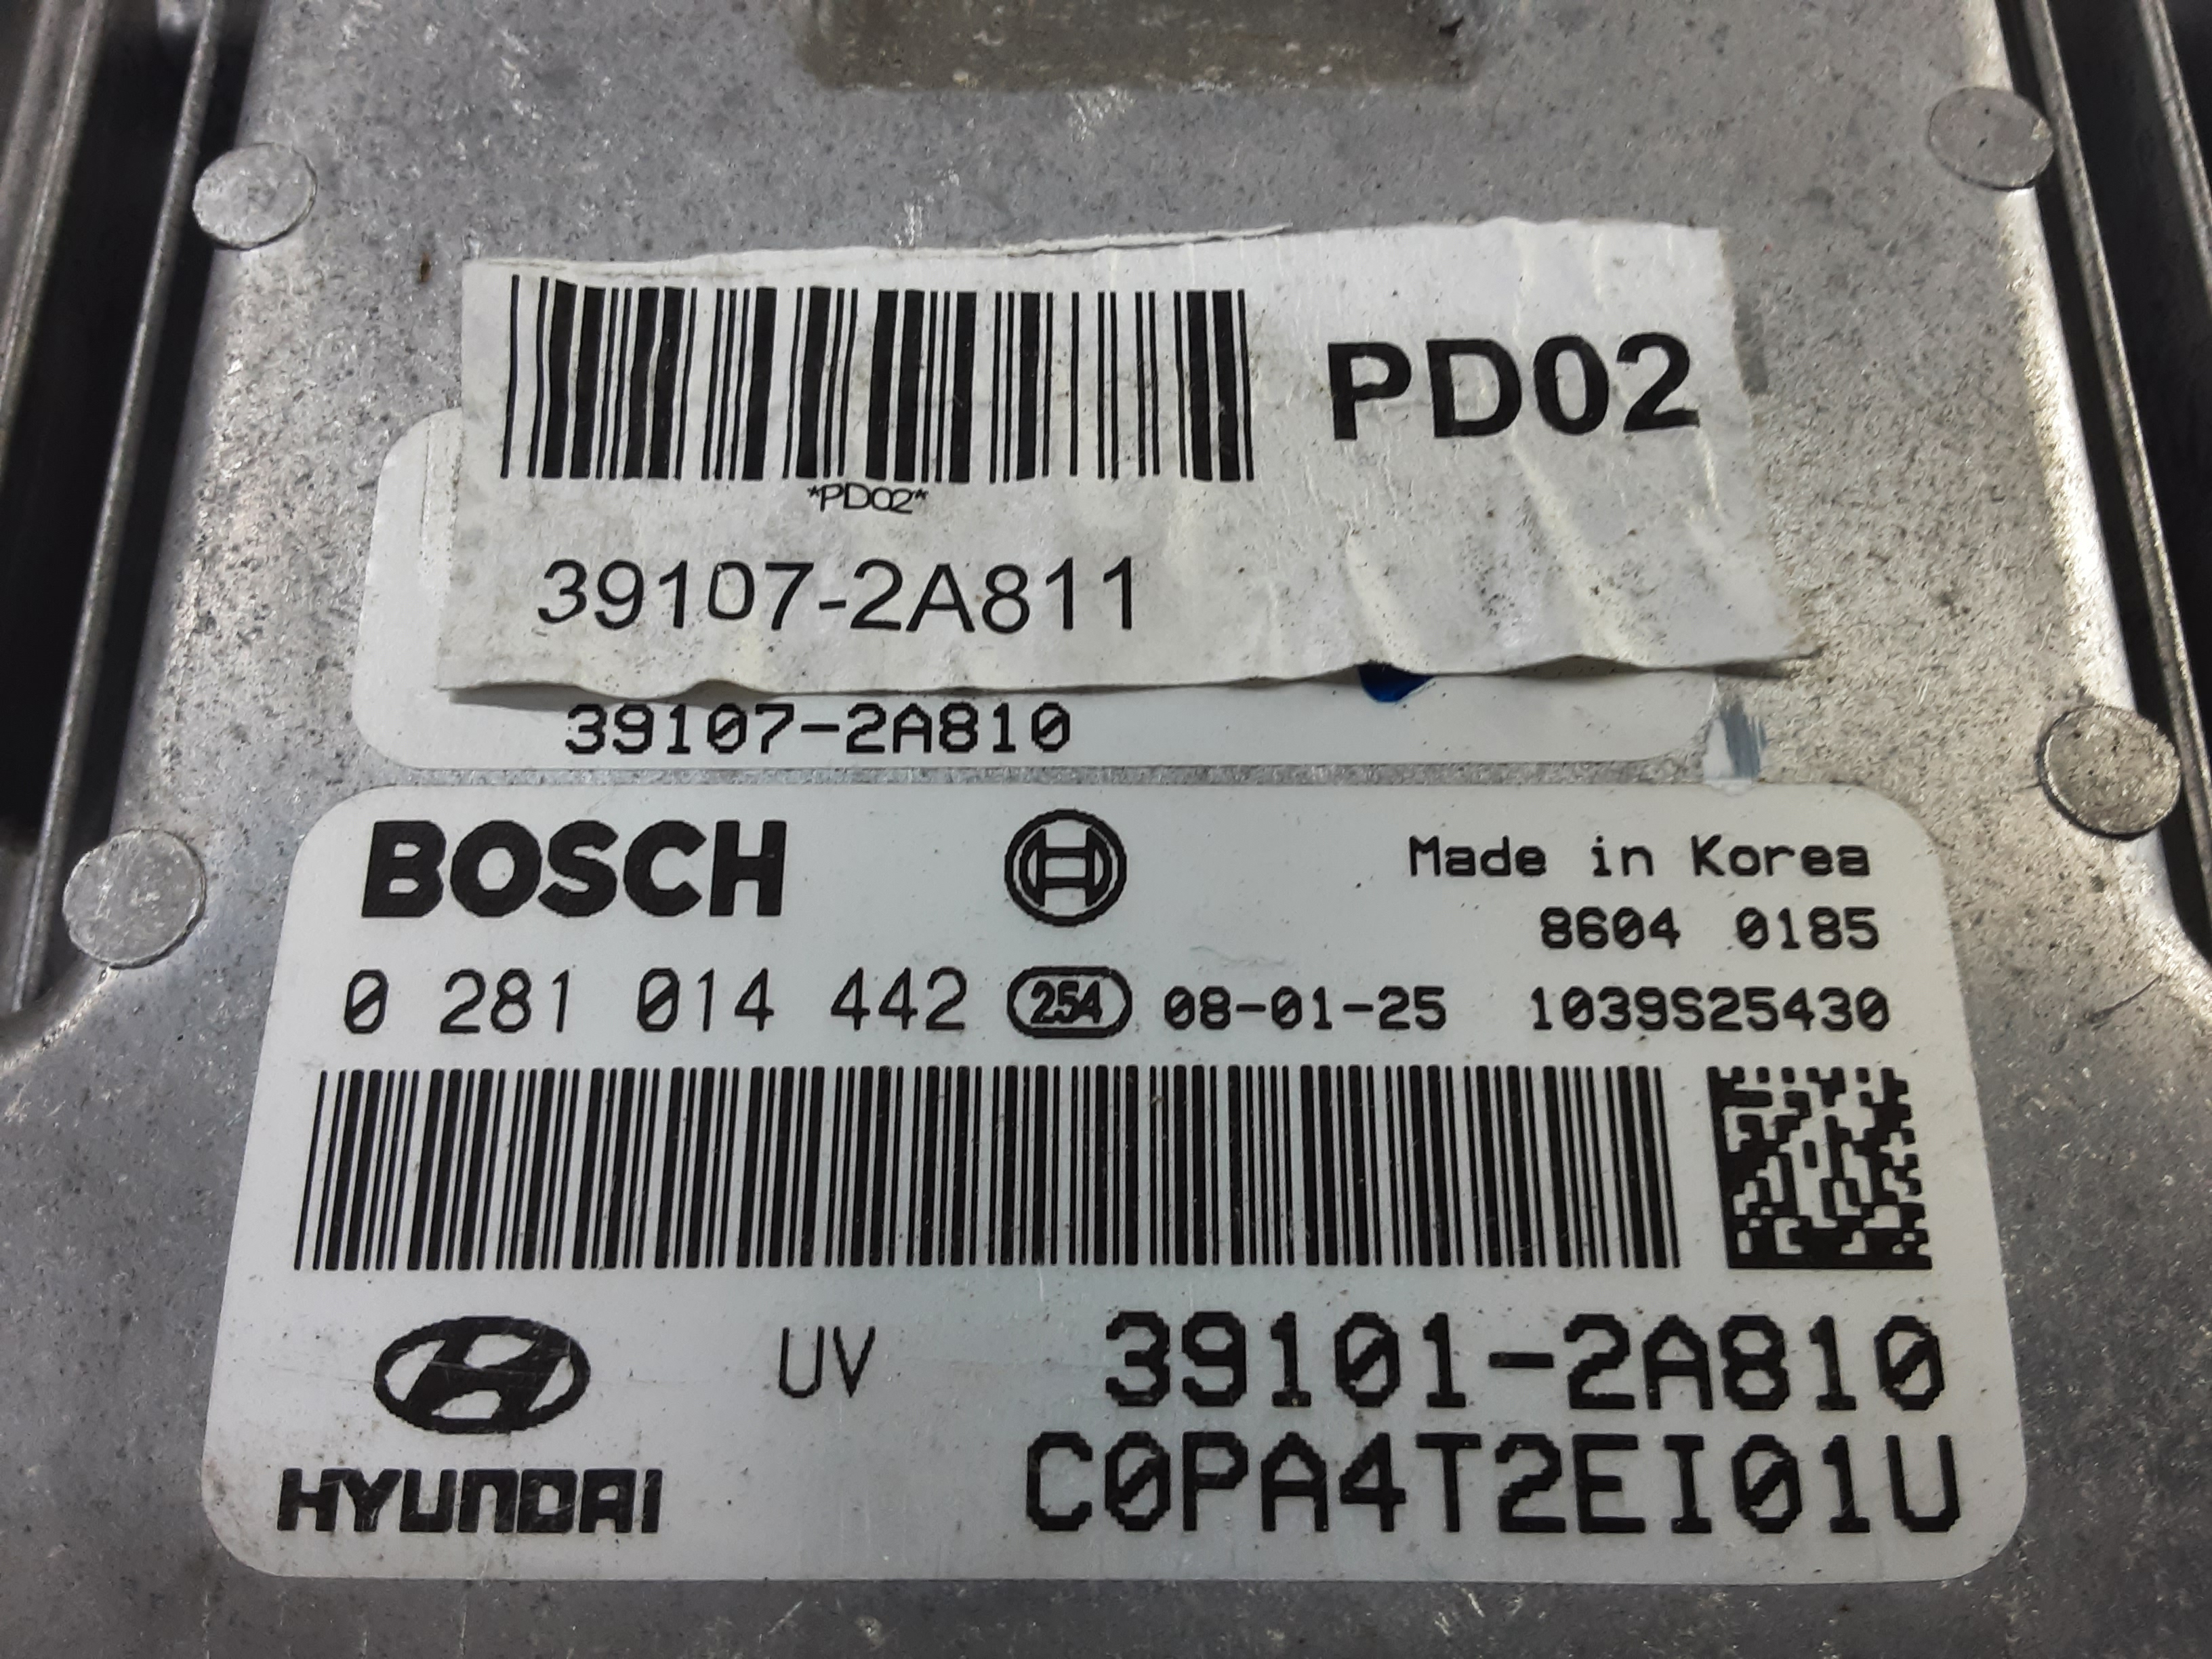 PD02
*PD02*
39107-2A811
39107-2A810
BOSCH
Made in Korea
8604 0185
0 281 014 442 254 08-01-25 1039S25430
UV 39101-2A810
HYUNDAI C0PA4T2EI01U